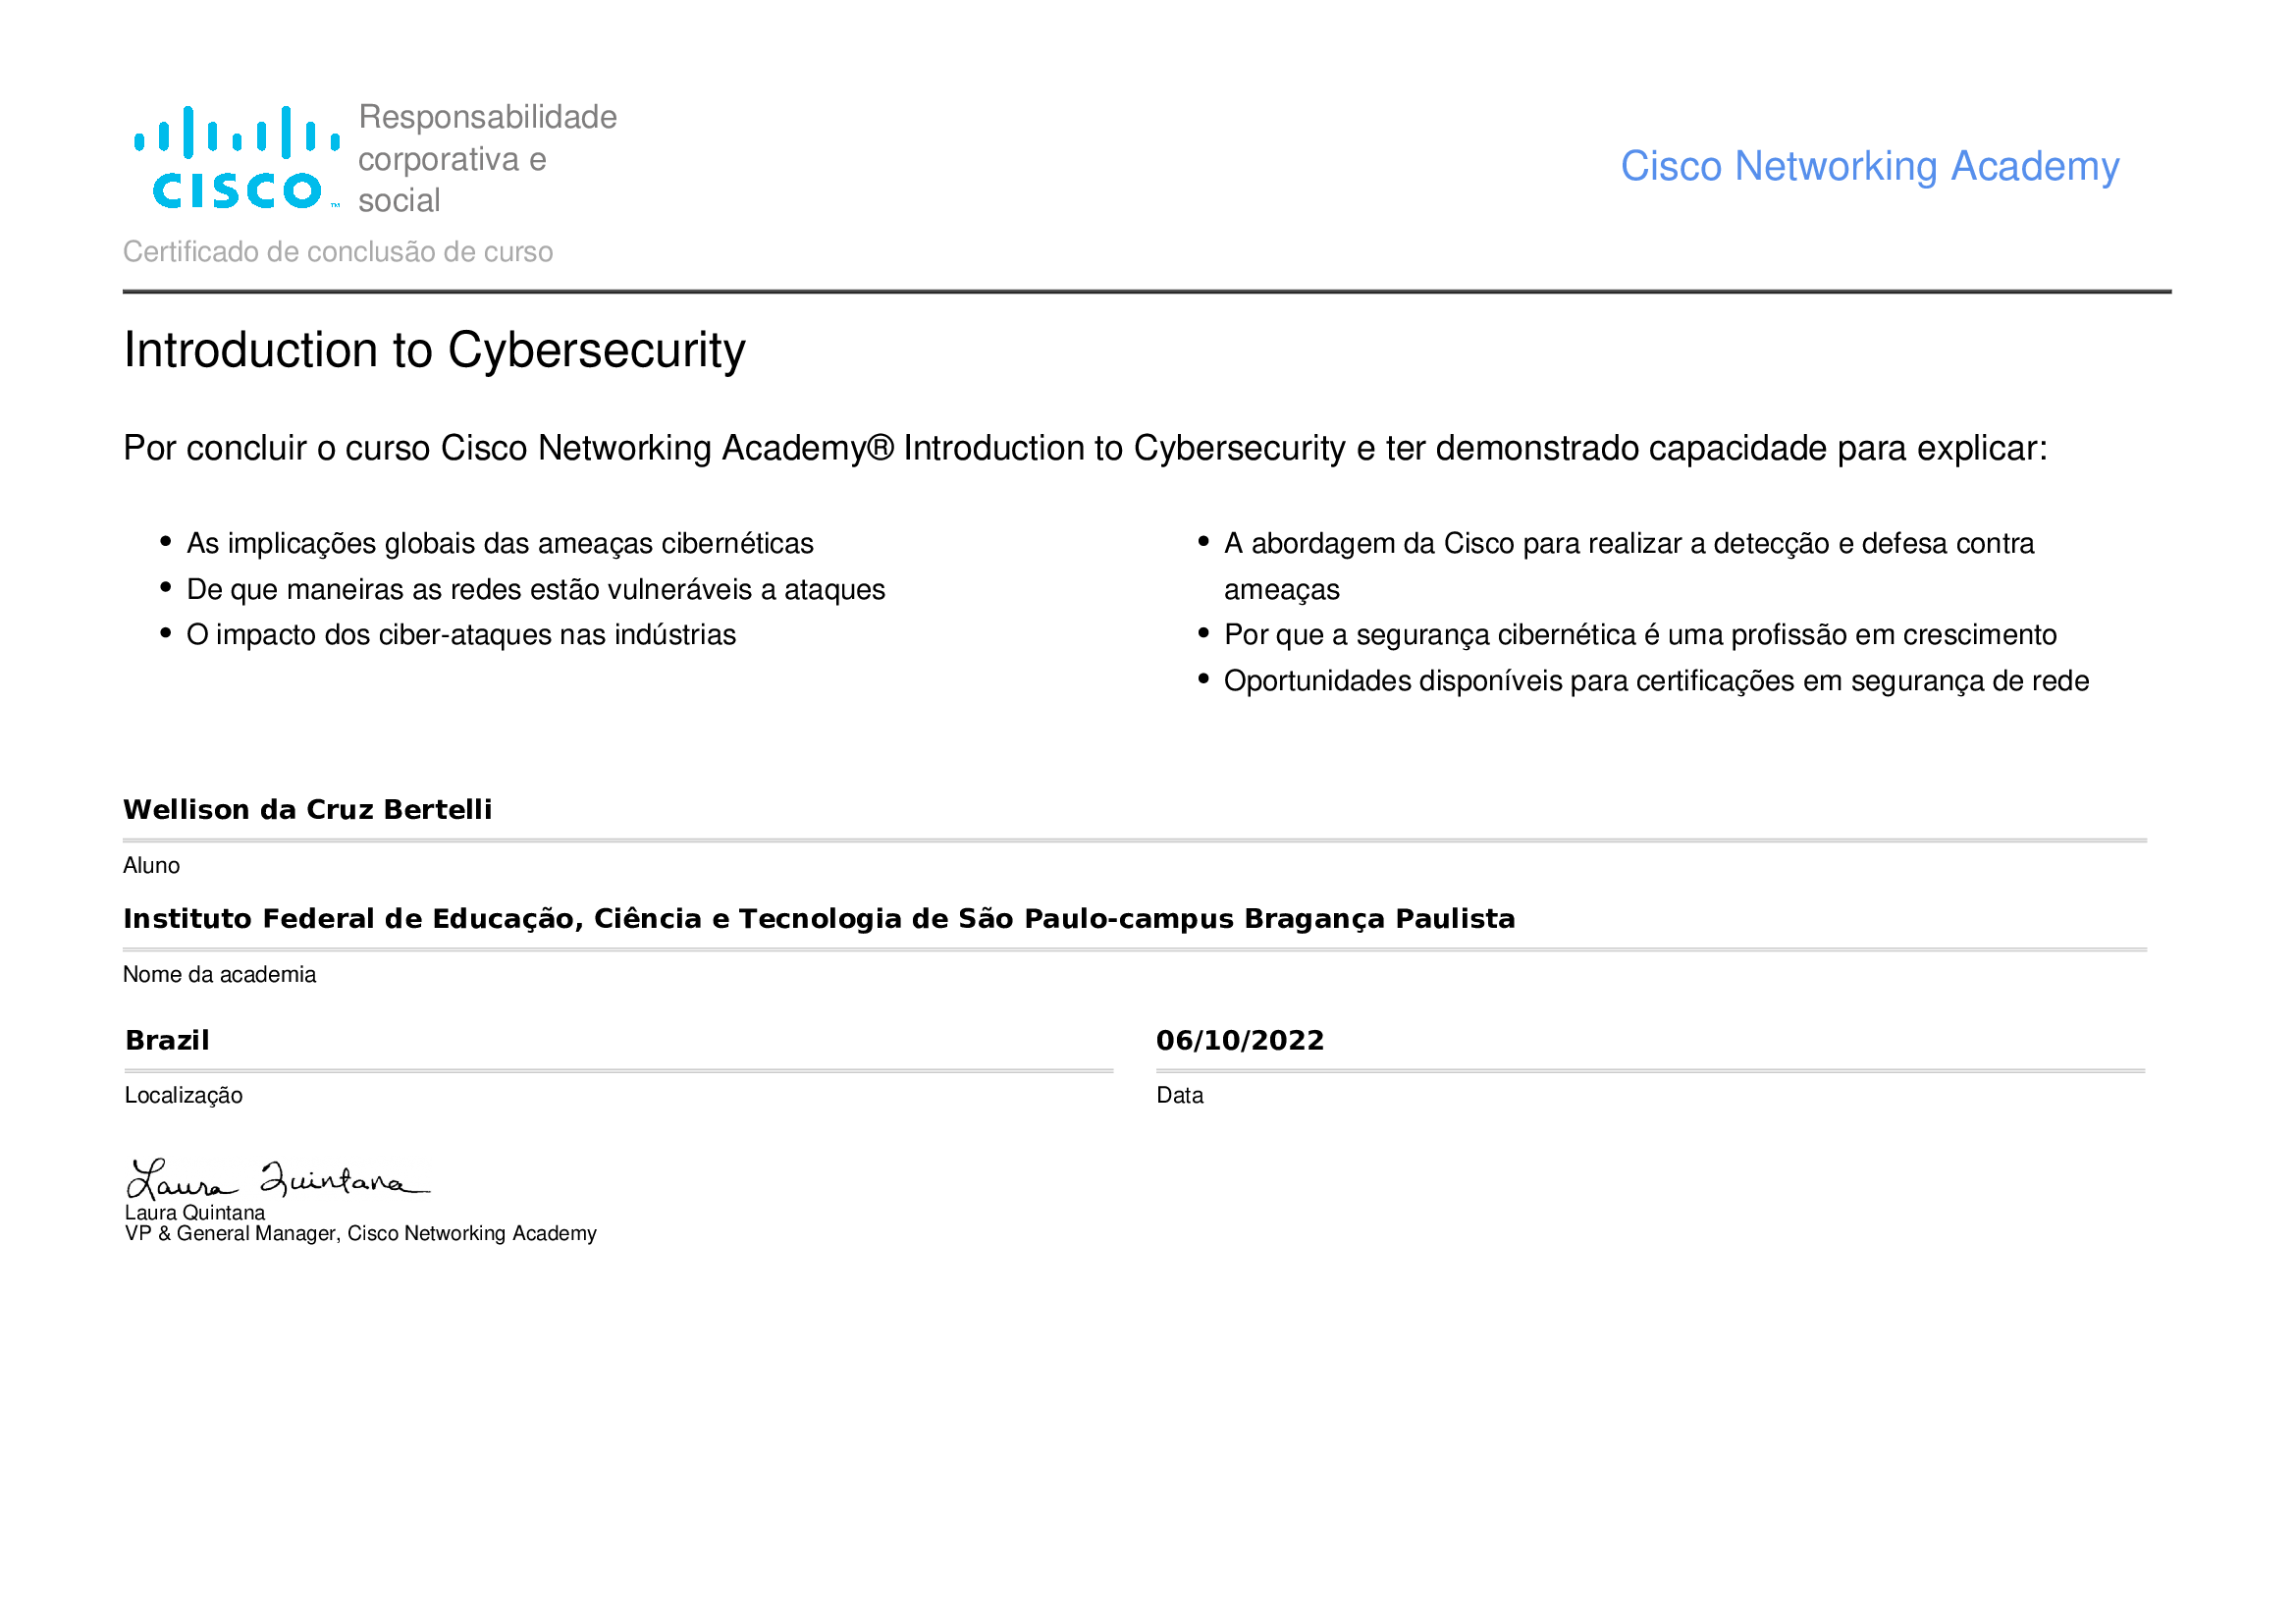 CISCO™
Responsabilidade
corporativa e
social
Cisco Networking Academy
Certificado de conclusão de curso
Introduction to Cybersecurity
Por concluir o curso Cisco Networking Academy® Introduction to Cybersecurity e ter demonstrado capacidade para explicar:
• As implicações globais das ameaças cibernéticas
• De que maneiras as redes estão vulneráveis a ataques
• O impacto dos ciber-ataques nas indústrias
• A abordagem da Cisco para realizar a detecção e defesa contra
ameaças
• Por que a segurança cibernética é uma profissão em crescimento
• Oportunidades disponíveis para certificações em segurança de rede
Wellison da Cruz Bertelli
Aluno
Instituto Federal de Educação, Ciência e Tecnologia de São Paulo-campus Bragança Paulista
Nome da academia
Brazil
Localização
06/10/2022
Data
Laura Quintana
Laura Quintana
VP & General Manager, Cisco Networking Academy